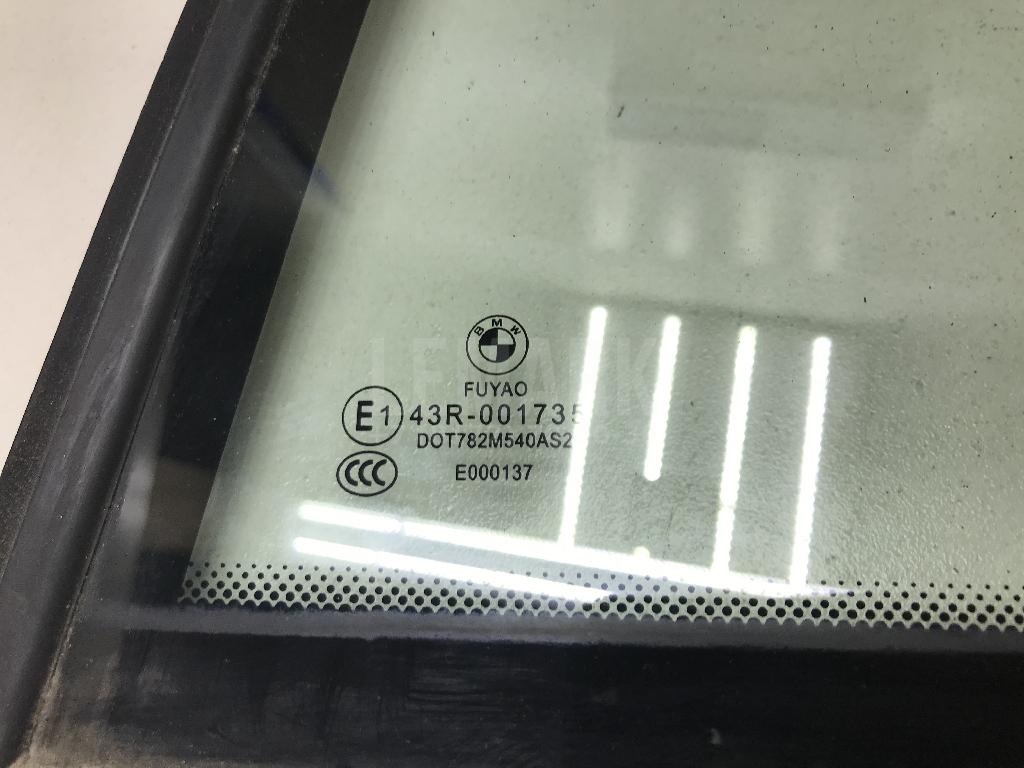 BMW
FUYAO
E1 43R-001735
DOT782M540AS2
CCC E000137